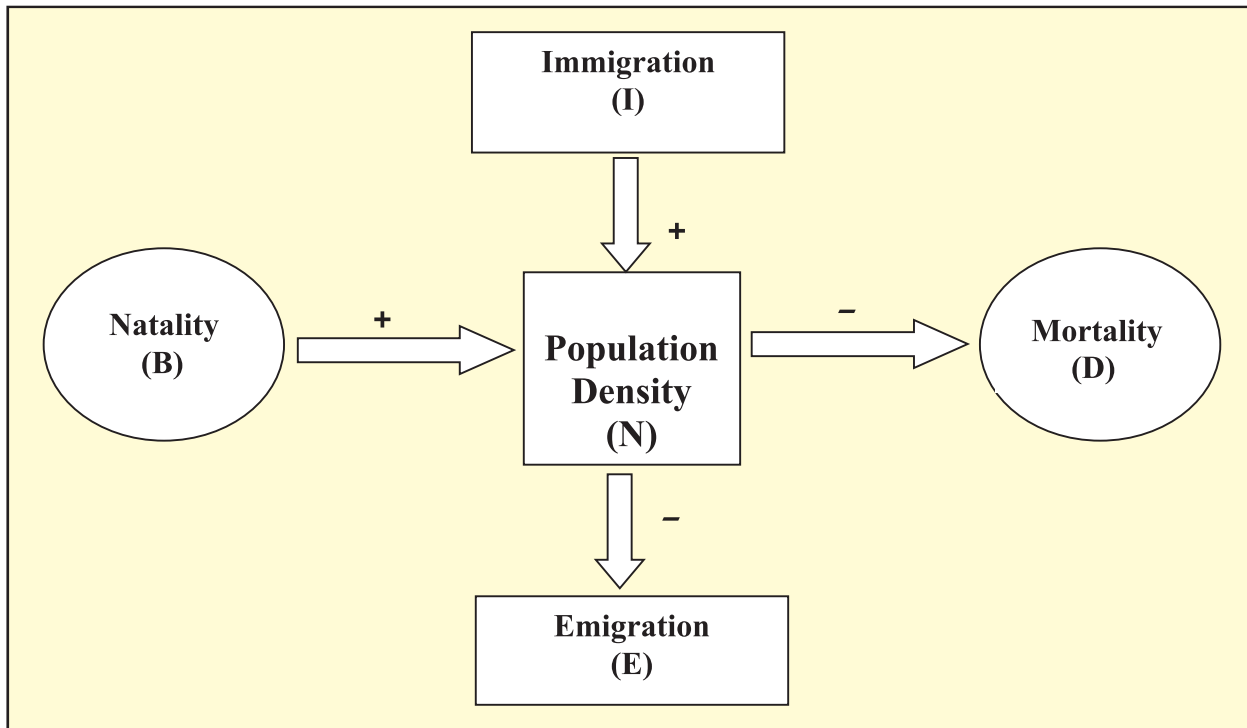 Immigration
(I)
+
Natality
(B)
+
Population
Density
(N)
–
Mortality
(D)
–
Emigration
(E)